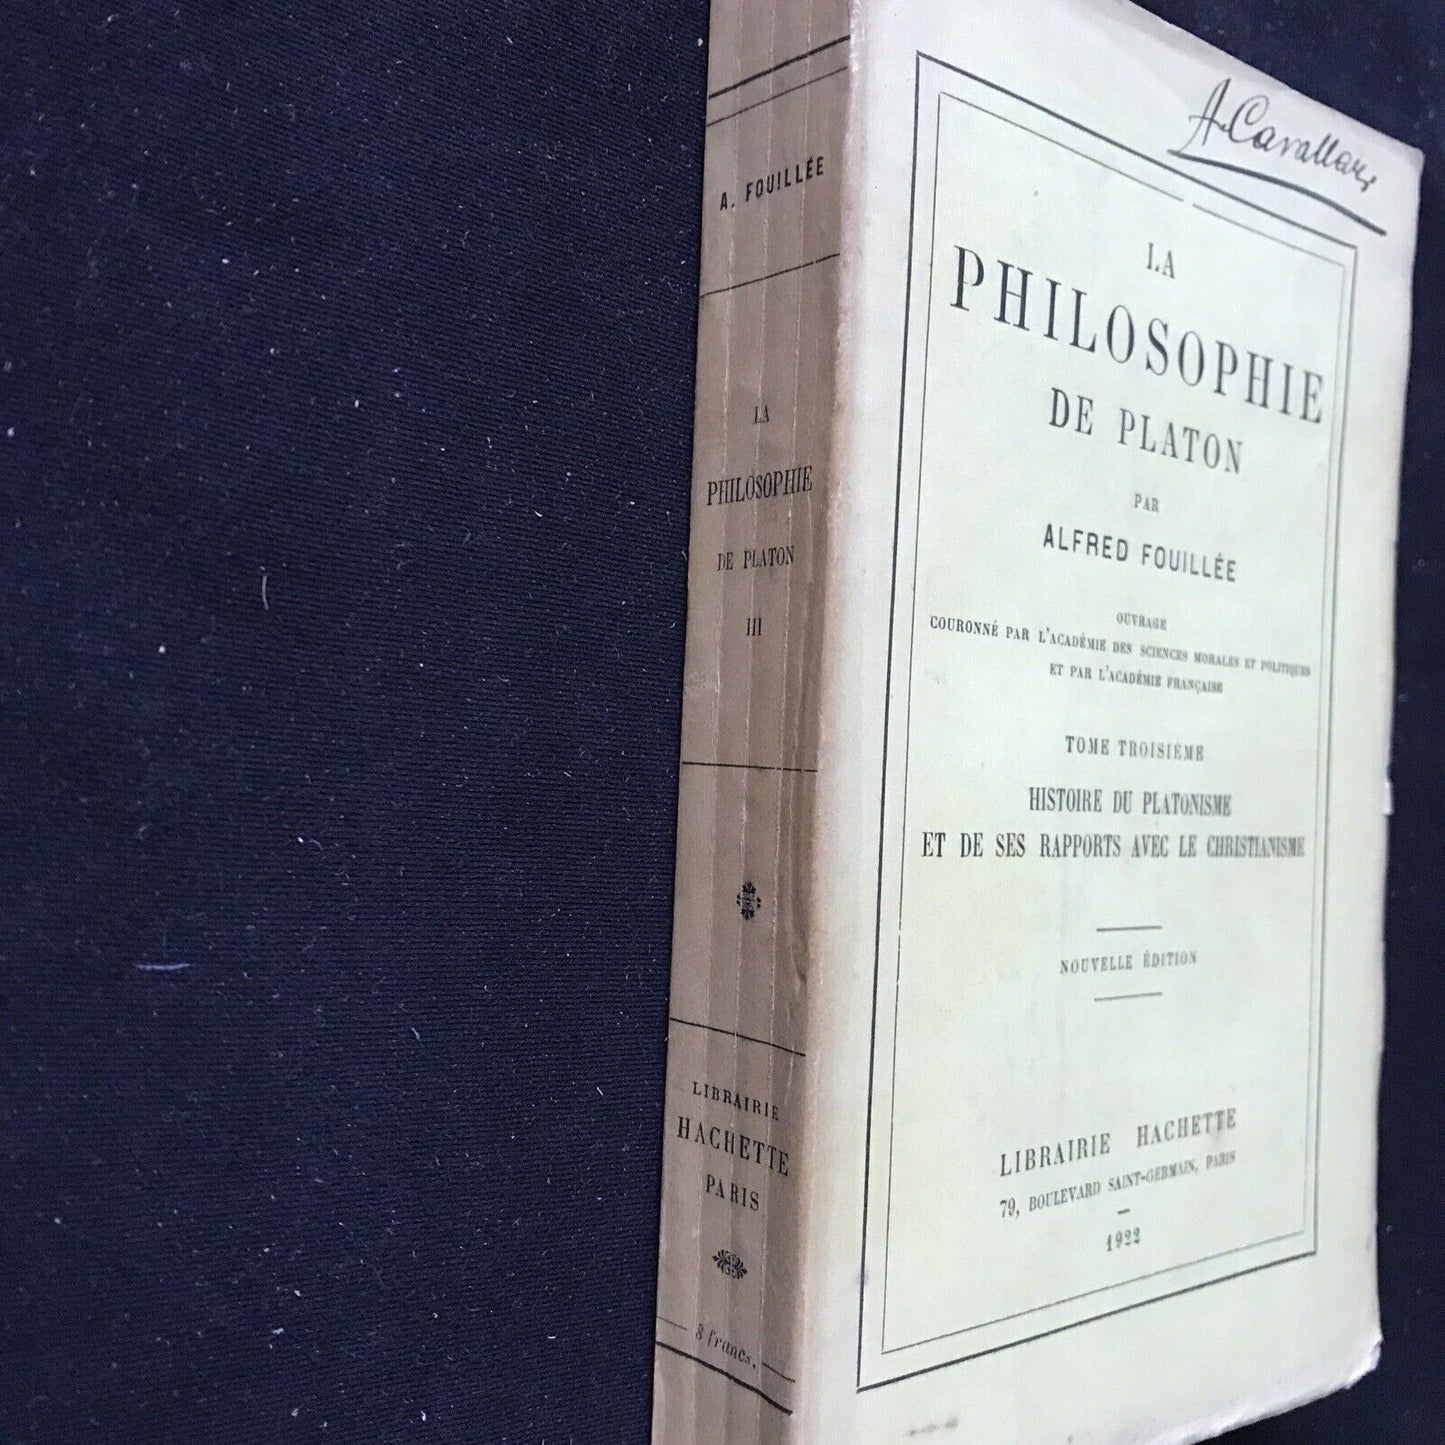 A. FOUILLÉE
LA
PHILOSOPHIE
DE PLATON
III
LIBRAIRIE
HACHETTE
PARIS
8 francs.
A. Cavallari
LA
PHILOSOPHIE
DE PLATON
PAR
ALFRED FOUILLÉE
OUVRAGE
COURONNÉ PAR L'ACADÉMIE DES SCIENCES MORALES ET POLITIQUES
ET PAR L'ACADÉMIE FRANÇAISE
TOME TROISIÈME
HISTOIRE DU PLATONISME
ET DE SES RAPPORTS AVEC LE CHRISTIANISME
NOUVELLE ÉDITION
LIBRAIRIE HACHETTE
79, BOULEVARD SAINT-GERMAIN, PARIS
1922